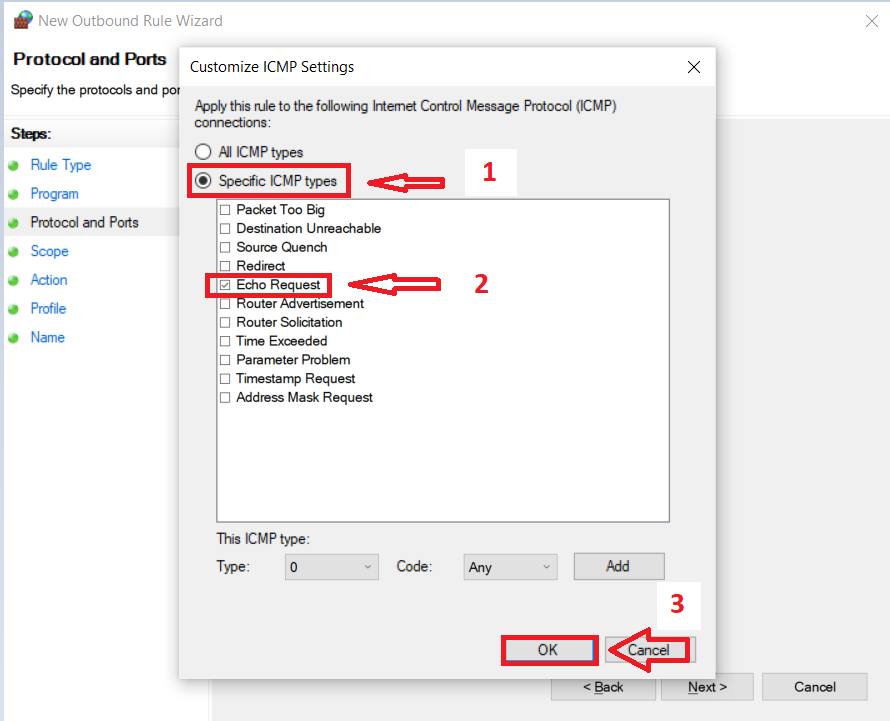 New Outbound Rule Wizard
Protocol and Ports
Specify the protocols and por
Steps:
Rule Type
Program
Protocol and Ports
Scope
Action
Profile
Name
Customize ICMP Settings
Apply this rule to the following Internet Control Message Protocol (ICMP)
connections:
All ICMP types
Specific ICMP types
1
Packet Too Big
Destination Unreachable
Source Quench
Redirect
Echo Request
2
Router Advertisement
Router Solicitation
Time Exceeded
Parameter Problem
Timestamp Request
Address Mask Request
This ICMP type:
Type: 0 Code: Any Add
3
OK Cancel
< Back Next > Cancel